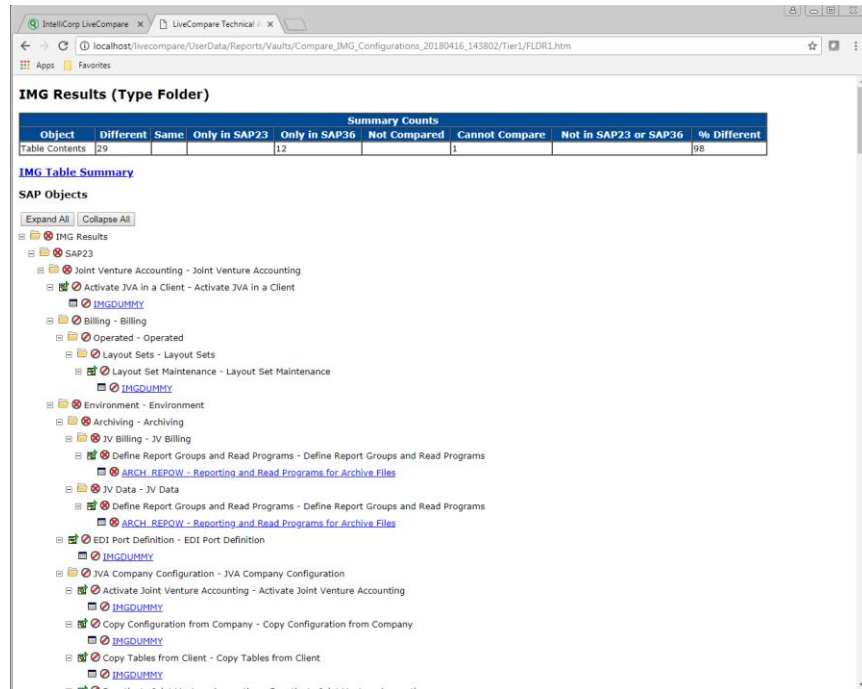 IntelliCorp LiveCompare
LiveCompare Technical
localhost/livecompare/UserData/Reports/Vaults/Compare_IMG_Configurations_20180416_143802/Tier1/FLDR1.htm
Apps Favorites
IMG Results (Type Folder)
Summary Counts
Object Different Same Only in SAP23 Only in SAP36 Not Compared Cannot Compare Not in SAP23 or SAP36 % Different
Table Contents 29 12 1 98
IMG Table Summary
SAP Objects
Expand All Collapse All
IMG Results
SAP23
Joint Venture Accounting - Joint Venture Accounting
Activate JVA in a Client - Activate JVA in a Client
IMGDUMMY
Billing - Billing
Operated - Operated
Layout Sets - Layout Sets
Layout Set Maintenance - Layout Set Maintenance
IMGDUMMY
Environment - Environment
Archiving - Archiving
JV Billing - JV Billing
Define Report Groups and Read Programs - Define Report Groups and Read Programs
ARCH_REPOW - Reporting and Read Programs for Archive Files
JV Data - JV Data
Define Report Groups and Read Programs - Define Report Groups and Read Programs
ARCH_REPOW - Reporting and Read Programs for Archive Files
EDI Port Definition - EDI Port Definition
IMGDUMMY
JVA Company Configuration - JVA Company Configuration
Activate Joint Venture Accounting - Activate Joint Venture Accounting
IMGDUMMY
Copy Configuration from Company - Copy Configuration from Company
IMGDUMMY
Copy Tables from Client - Copy Tables from Client
IMGDUMMY